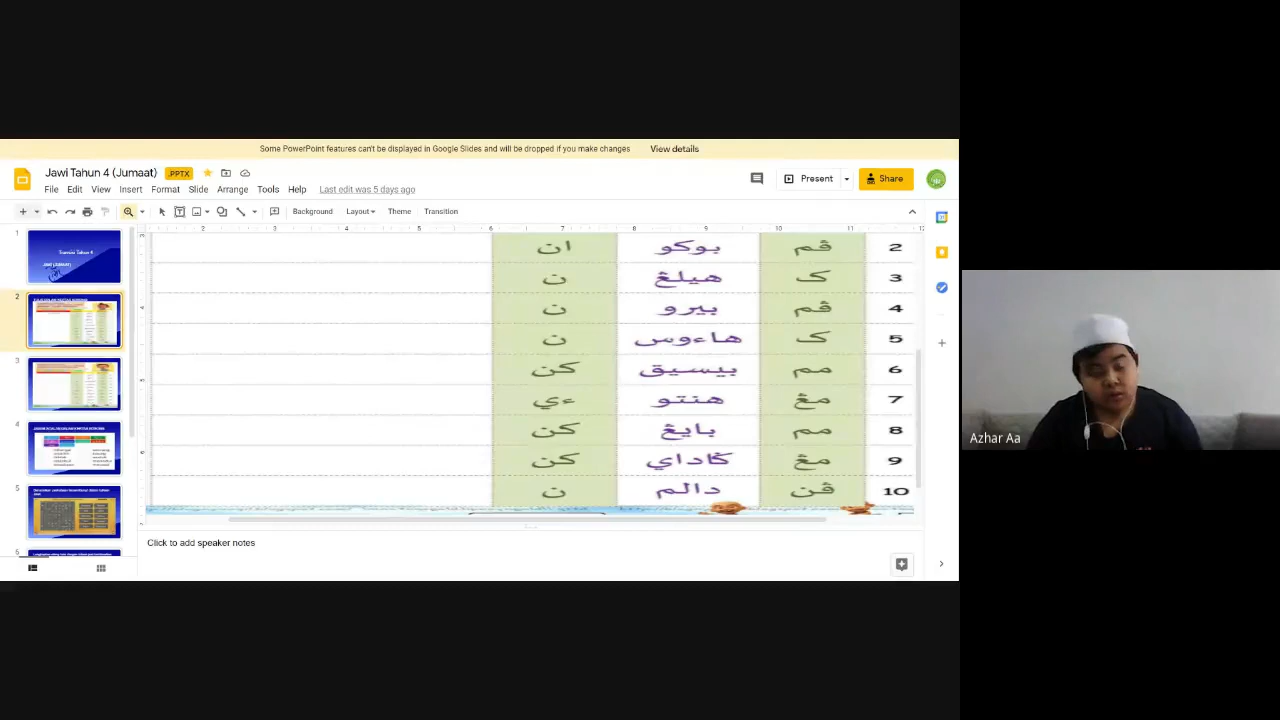 Some PowerPoint features can't be displayed in Google Slides and will be dropped if you make changes View details
Jawi Tahun 4 (Jumaat) .PPTX
File Edit View Insert Format Slide Arrange Tools Help Last edit was 5 days ago
Present Share
Background Layout Theme Transition
2 ڤم بوكو ان
3 ک هيلڠ ن
4 ڤم بيرو ن
5 ک هاءوس ن
6 مم بيسيق کن
7 مڠ هنتو ءي
8 مم بايڠ کن
9 مڠ ݢاداي کن
10 ڤن دالم ن
Click to add speaker notes
Azhar Aa